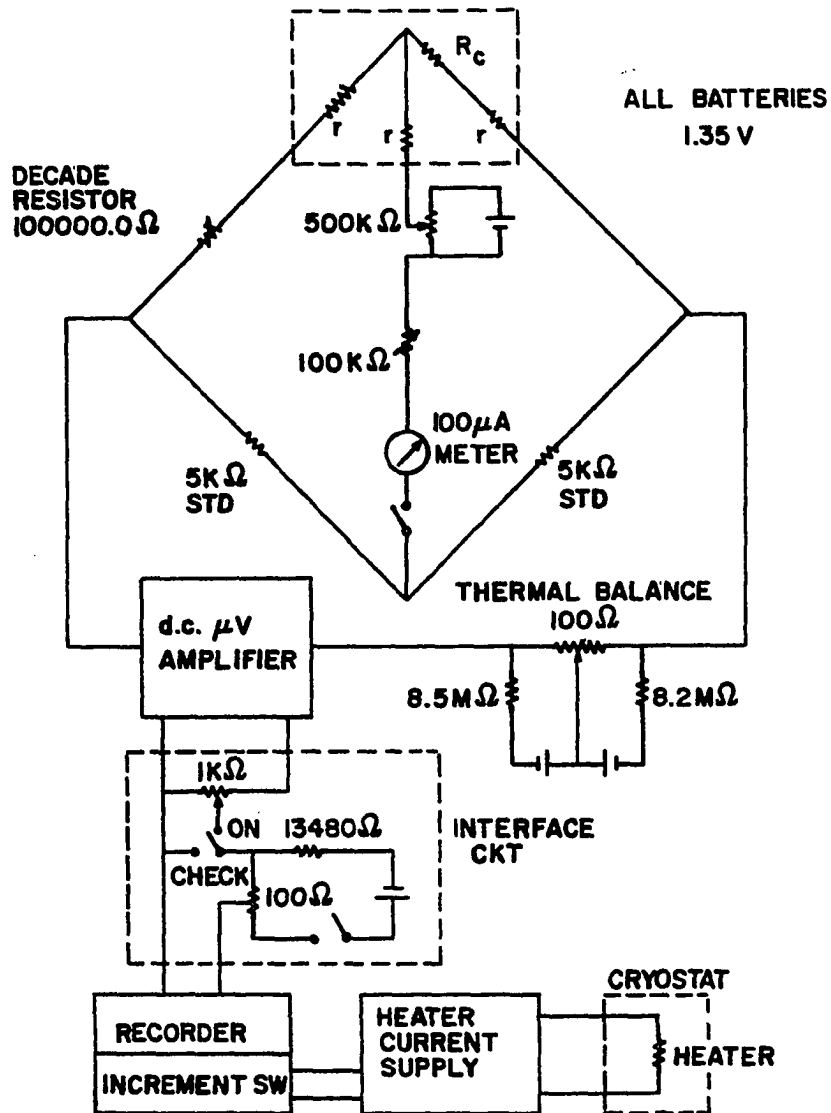 Rc
r
r
r
ALL BATTERIES
1.35 V
DECADE
RESISTOR
100000.0Ω
500KΩ
100KΩ
100μA
METER
5KΩ
STD
5KΩ
STD
THERMAL BALANCE
100Ω
d.c. μV
AMPLIFIER
8.5MΩ
8.2MΩ
1KΩ
ON
13480Ω
INTERFACE
CKT
CHECK
100Ω
CRYOSTAT
RECORDER
HEATER
CURRENT
SUPPLY
HEATER
INCREMENT SW